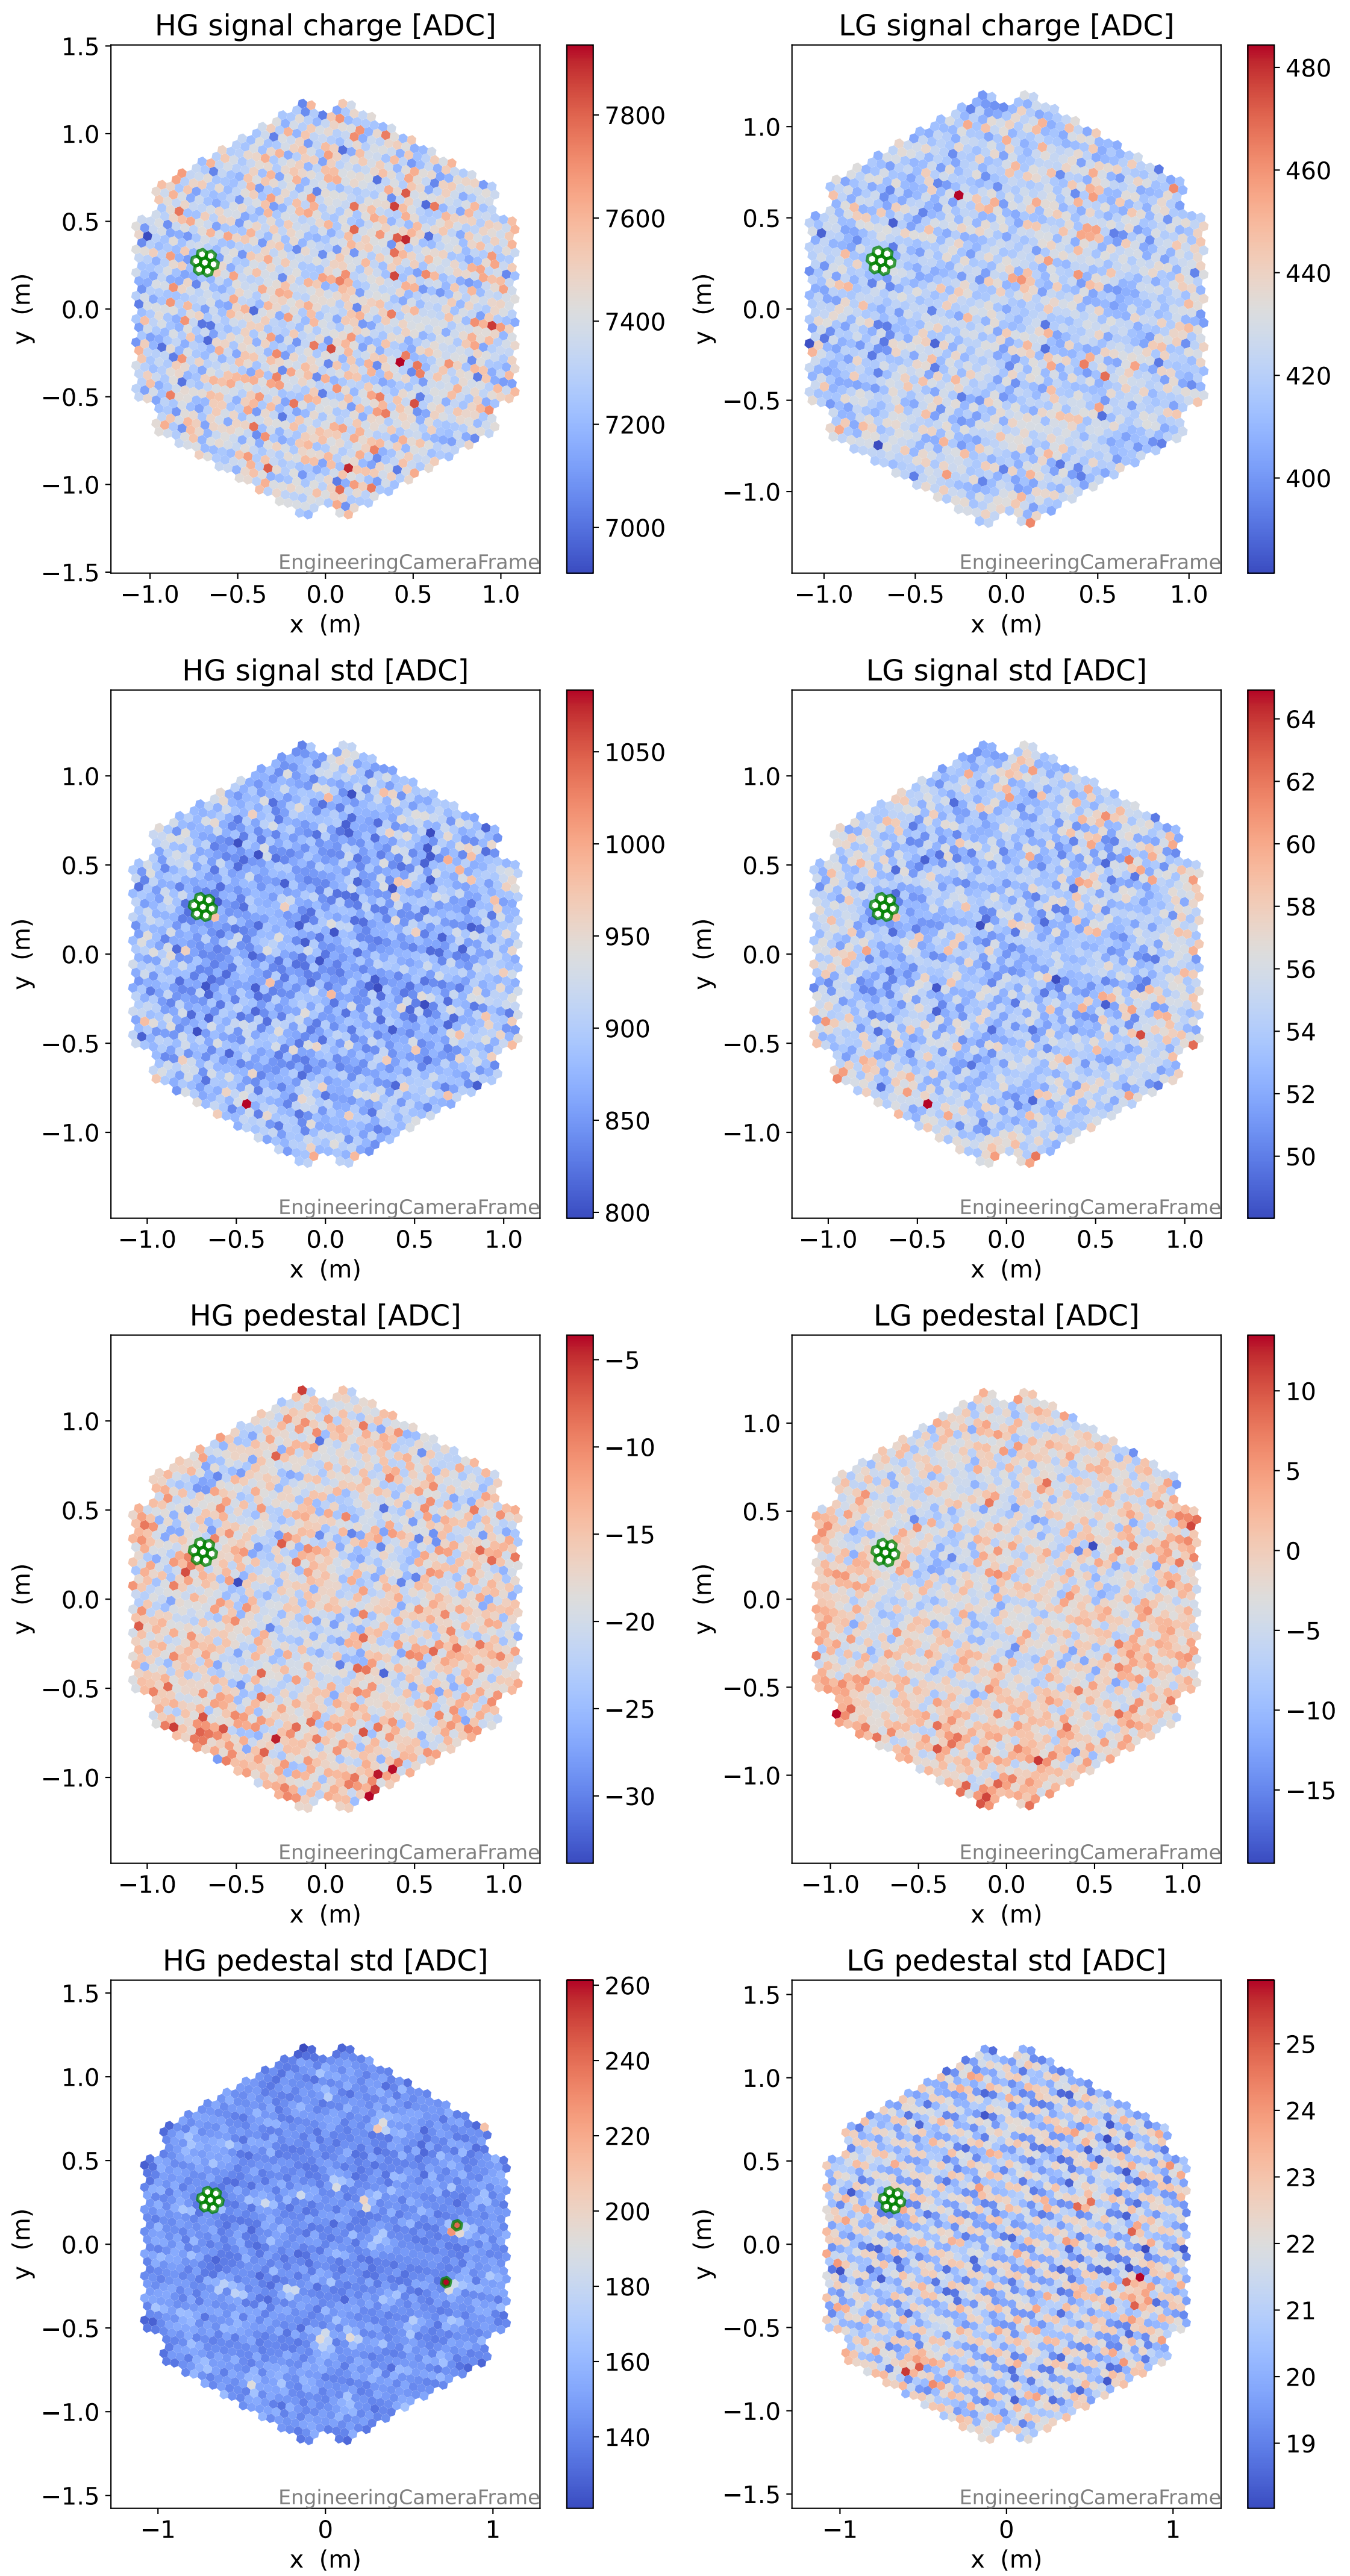 HG signal charge [ADC]
1.5
1.0
0.5
0.0
−0.5
−1.0
−1.5
y (m)
−1.0 −0.5 0.0 0.5 1.0
x (m)
EngineeringCameraFrame
7800
7600
7400
7200
7000
LG signal charge [ADC]
1.0
0.5
0.0
−0.5
−1.0
y (m)
−1.0 −0.5 0.0 0.5 1.0
x (m)
EngineeringCameraFrame
480
460
440
420
400
HG signal std [ADC]
1.0
0.5
0.0
−0.5
−1.0
y (m)
−1.0 −0.5 0.0 0.5 1.0
x (m)
EngineeringCameraFrame
1050
1000
950
900
850
800
LG signal std [ADC]
1.0
0.5
0.0
−0.5
−1.0
y (m)
−1.0 −0.5 0.0 0.5 1.0
x (m)
EngineeringCameraFrame
64
62
60
58
56
54
52
50
HG pedestal [ADC]
1.0
0.5
0.0
−0.5
−1.0
y (m)
−1.0 −0.5 0.0 0.5 1.0
x (m)
EngineeringCameraFrame
−5
−10
−15
−20
−25
−30
LG pedestal [ADC]
1.0
0.5
0.0
−0.5
−1.0
y (m)
−1.0 −0.5 0.0 0.5 1.0
x (m)
EngineeringCameraFrame
10
5
0
−5
−10
−15
HG pedestal std [ADC]
1.5
1.0
0.5
0.0
−0.5
−1.0
−1.5
y (m)
−1 0 1
x (m)
EngineeringCameraFrame
260
240
220
200
180
160
140
LG pedestal std [ADC]
1.5
1.0
0.5
0.0
−0.5
−1.0
−1.5
y (m)
−1 0 1
x (m)
EngineeringCameraFrame
25
24
23
22
21
20
19